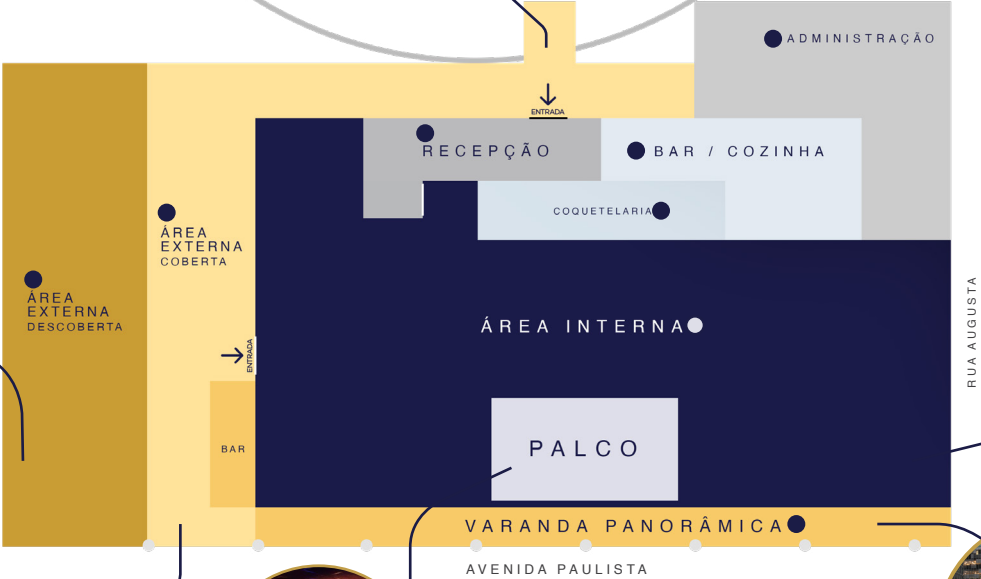 ADMINISTRAÇÃO
ENTRADA
RECEPÇÃO
BAR / COZINHA
COQUETELARIA
ÁREA
EXTERNA
COBERTA
ÁREA
EXTERNA
DESCOBERTA
ÁREA INTERNA
RUA AUGUSTA
ENTRADA
BAR
PALCO
VARANDA PANORÂMICA
AVENIDA PAULISTA